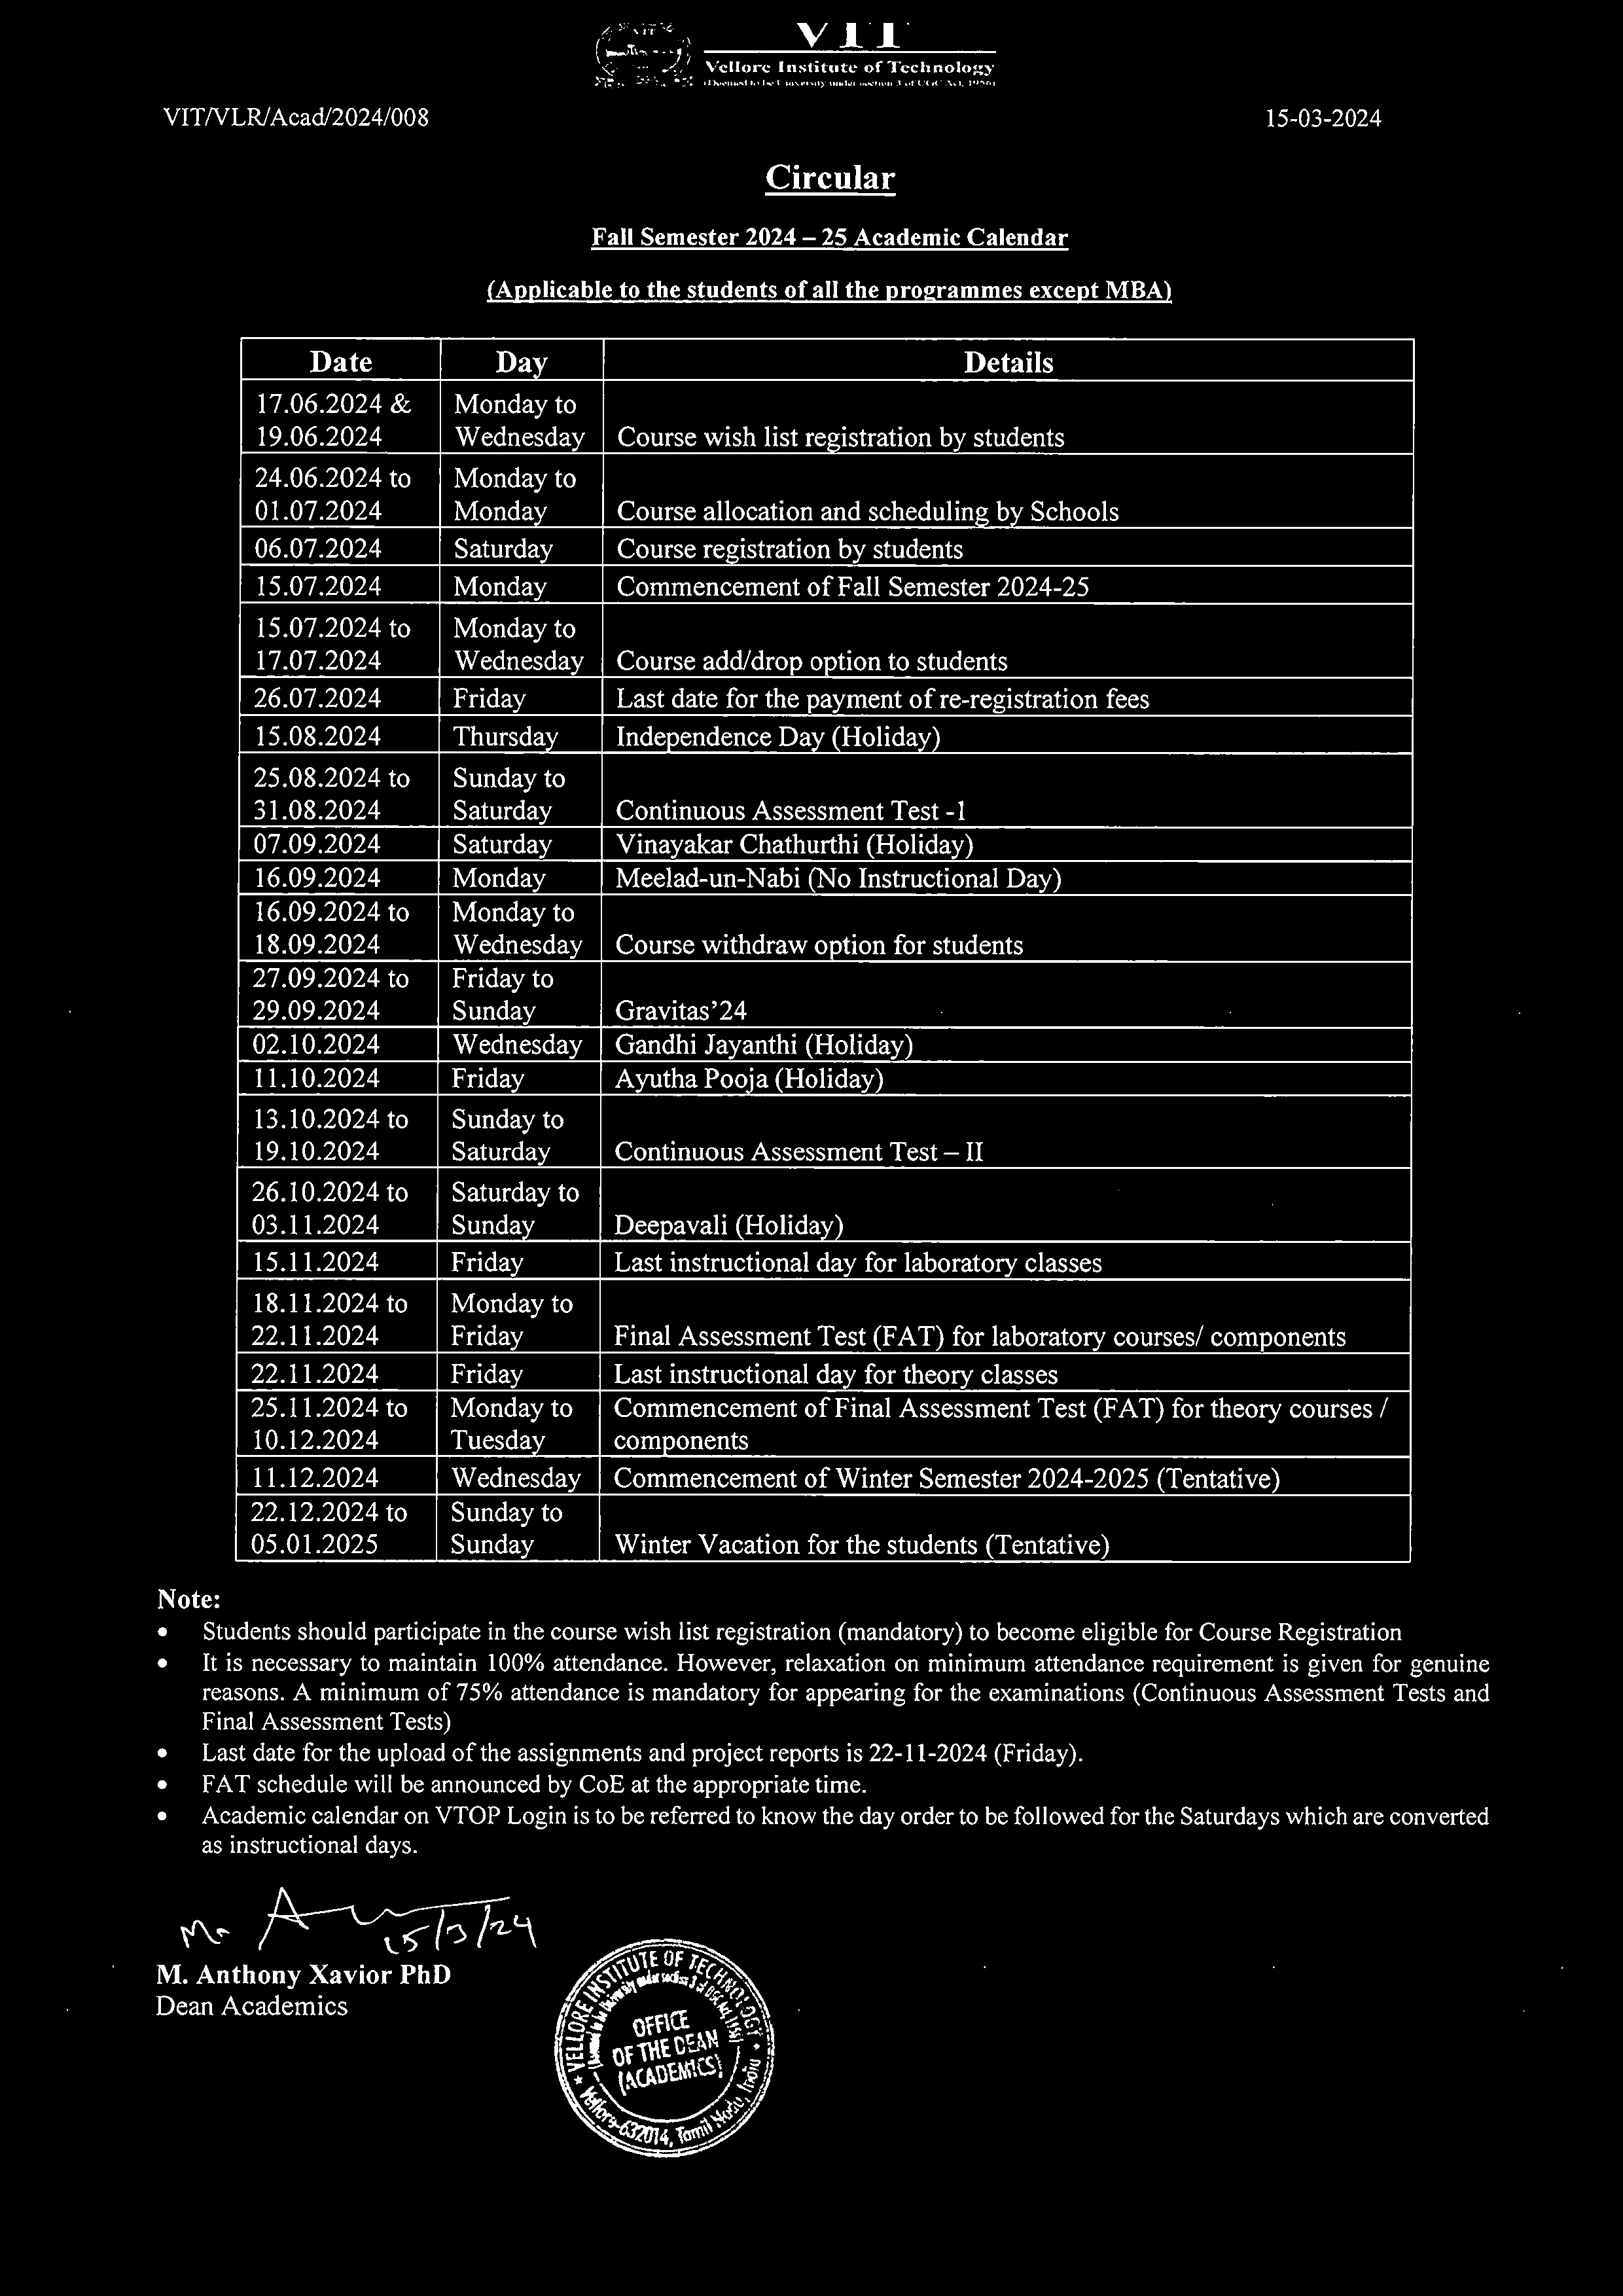 VIT
Vellore Institute of Technology
(Deemed to be University under section 3 of UGC Act, 1956)
VIT/VLR/Acad/2024/008 15-03-2024
Circular
Fall Semester 2024 – 25 Academic Calendar
(Applicable to the students of all the programmes except MBA)
Date Day Details
17.06.2024 & Monday to
19.06.2024 Wednesday Course wish list registration by students
24.06.2024 to Monday to
01.07.2024 Monday Course allocation and scheduling by Schools
06.07.2024 Saturday Course registration by students
15.07.2024 Monday Commencement of Fall Semester 2024-25
15.07.2024 to Monday to
17.07.2024 Wednesday Course add/drop option to students
26.07.2024 Friday Last date for the payment of re-registration fees
15.08.2024 Thursday Independence Day (Holiday)
25.08.2024 to Sunday to
31.08.2024 Saturday Continuous Assessment Test -1
07.09.2024 Saturday Vinayakar Chathurthi (Holiday)
16.09.2024 Monday Meelad-un-Nabi (No Instructional Day)
16.09.2024 to Monday to
18.09.2024 Wednesday Course withdraw option for students
27.09.2024 to Friday to
29.09.2024 Sunday Gravitas’24
02.10.2024 Wednesday Gandhi Jayanthi (Holiday)
11.10.2024 Friday Ayutha Pooja (Holiday)
13.10.2024 to Sunday to
19.10.2024 Saturday Continuous Assessment Test – II
26.10.2024 to Saturday to
03.11.2024 Sunday Deepavali (Holiday)
15.11.2024 Friday Last instructional day for laboratory classes
18.11.2024 to Monday to
22.11.2024 Friday Final Assessment Test (FAT) for laboratory courses/ components
22.11.2024 Friday Last instructional day for theory classes
25.11.2024 to Monday to Commencement of Final Assessment Test (FAT) for theory courses /
10.12.2024 Tuesday components
11.12.2024 Wednesday Commencement of Winter Semester 2024-2025 (Tentative)
22.12.2024 to Sunday to
05.01.2025 Sunday Winter Vacation for the students (Tentative)
Note:
• Students should participate in the course wish list registration (mandatory) to become eligible for Course Registration
• It is necessary to maintain 100% attendance. However, relaxation on minimum attendance requirement is given for genuine
reasons. A minimum of 75% attendance is mandatory for appearing for the examinations (Continuous Assessment Tests and
Final Assessment Tests)
• Last date for the upload of the assignments and project reports is 22-11-2024 (Friday).
• FAT schedule will be announced by CoE at the appropriate time.
• Academic calendar on VTOP Login is to be referred to know the day order to be followed for the Saturdays which are converted
as instructional days.
15/3/24
M. Anthony Xavior PhD
Dean Academics
VELLORE INSTITUTE OF TECHNOLOGY
OFFICE
OF THE DEAN
(ACADEMICS)
Vellore-632014, Tamil Nadu, India